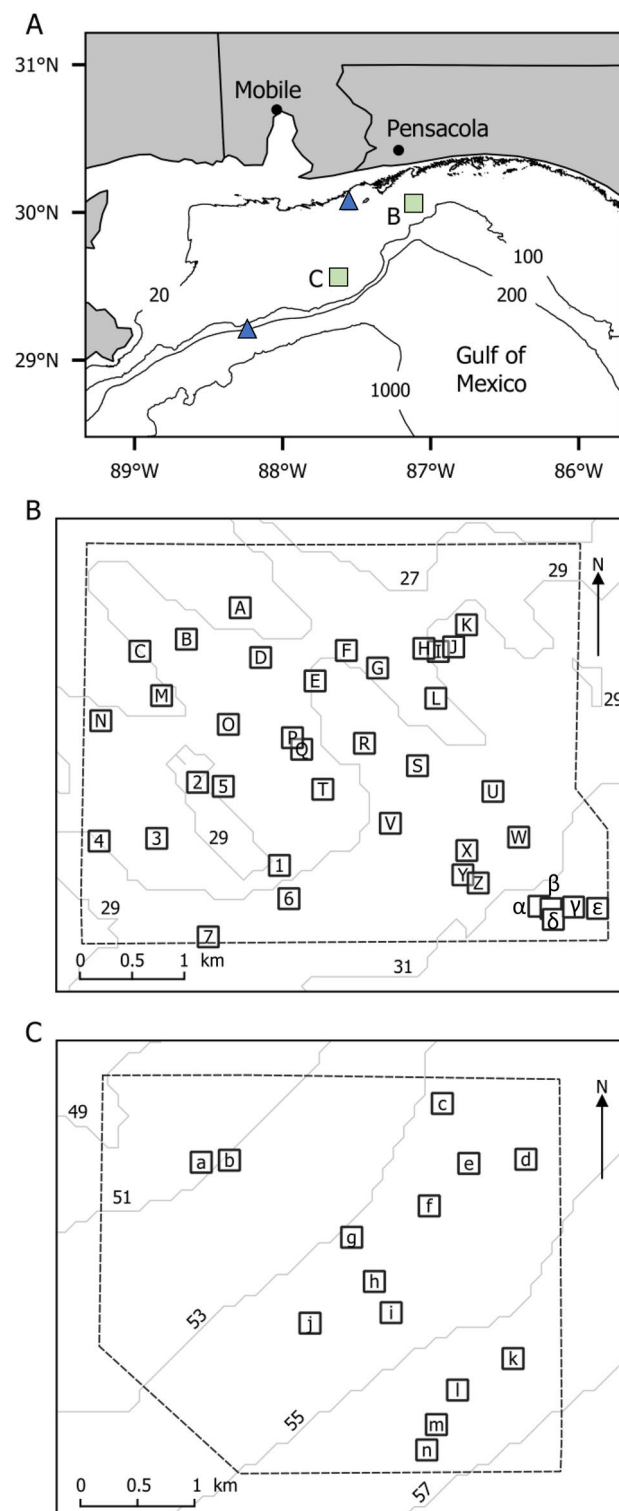 A
31°N
Mobile
Pensacola
30°N
B
C
20
100
200
29°N
Gulf of
Mexico
1000
89°W 88°W 87°W 86°W
B
27
29
N
A
K
B
C
D
F
H I J
G
E
M
L
29
N
O
P
Q
R
S
2
5
T
U
V
29
4
3
W
X
1
Y
Z
β
6
α
γ
ε
δ
29
7
31
0 0.5 1 km
C
N
49
c
a b
d
e
51
f
g
h
i
53
j
k
l
55
m
n
57
0 0.5 1 km